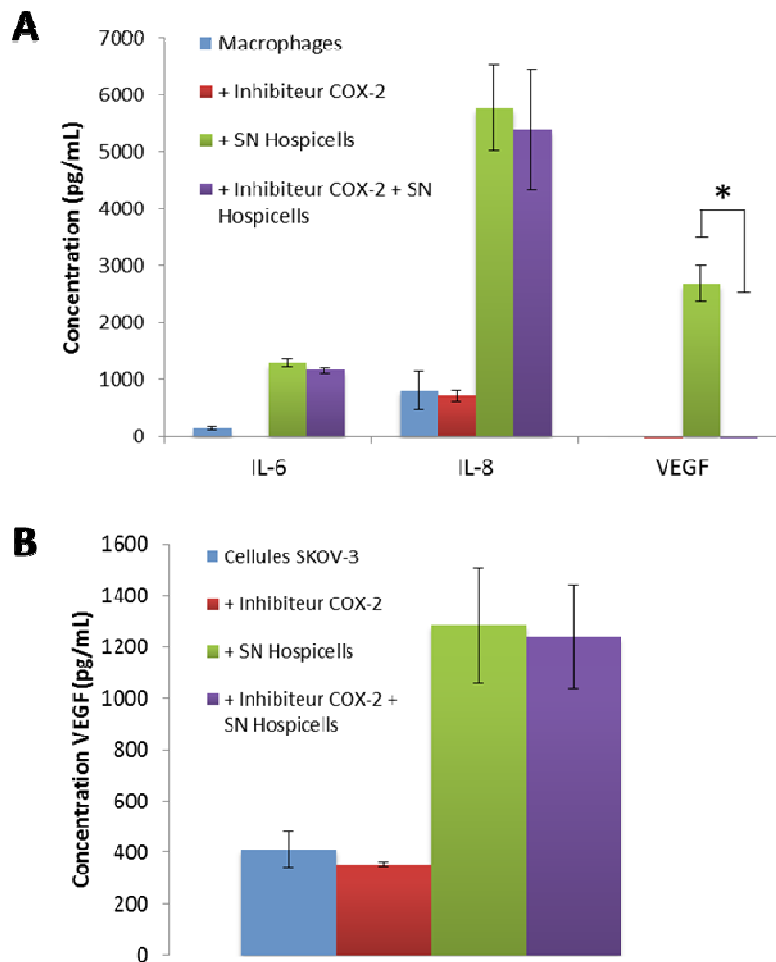 A
7000
6000
5000
4000
3000
2000
1000
0
Concentration (pg/mL)
Macrophages
+ Inhibiteur COX-2
+ SN Hospicells
+ Inhibiteur COX-2 + SN
Hospicells
*
IL-6 IL-8 VEGF
B
1600
1400
1200
1000
800
600
400
200
0
Concentration VEGF (pg/mL)
Cellules SKOV-3
+ Inhibiteur COX-2
+ SN Hospicells
+ Inhibiteur COX-2 +
SN Hospicells